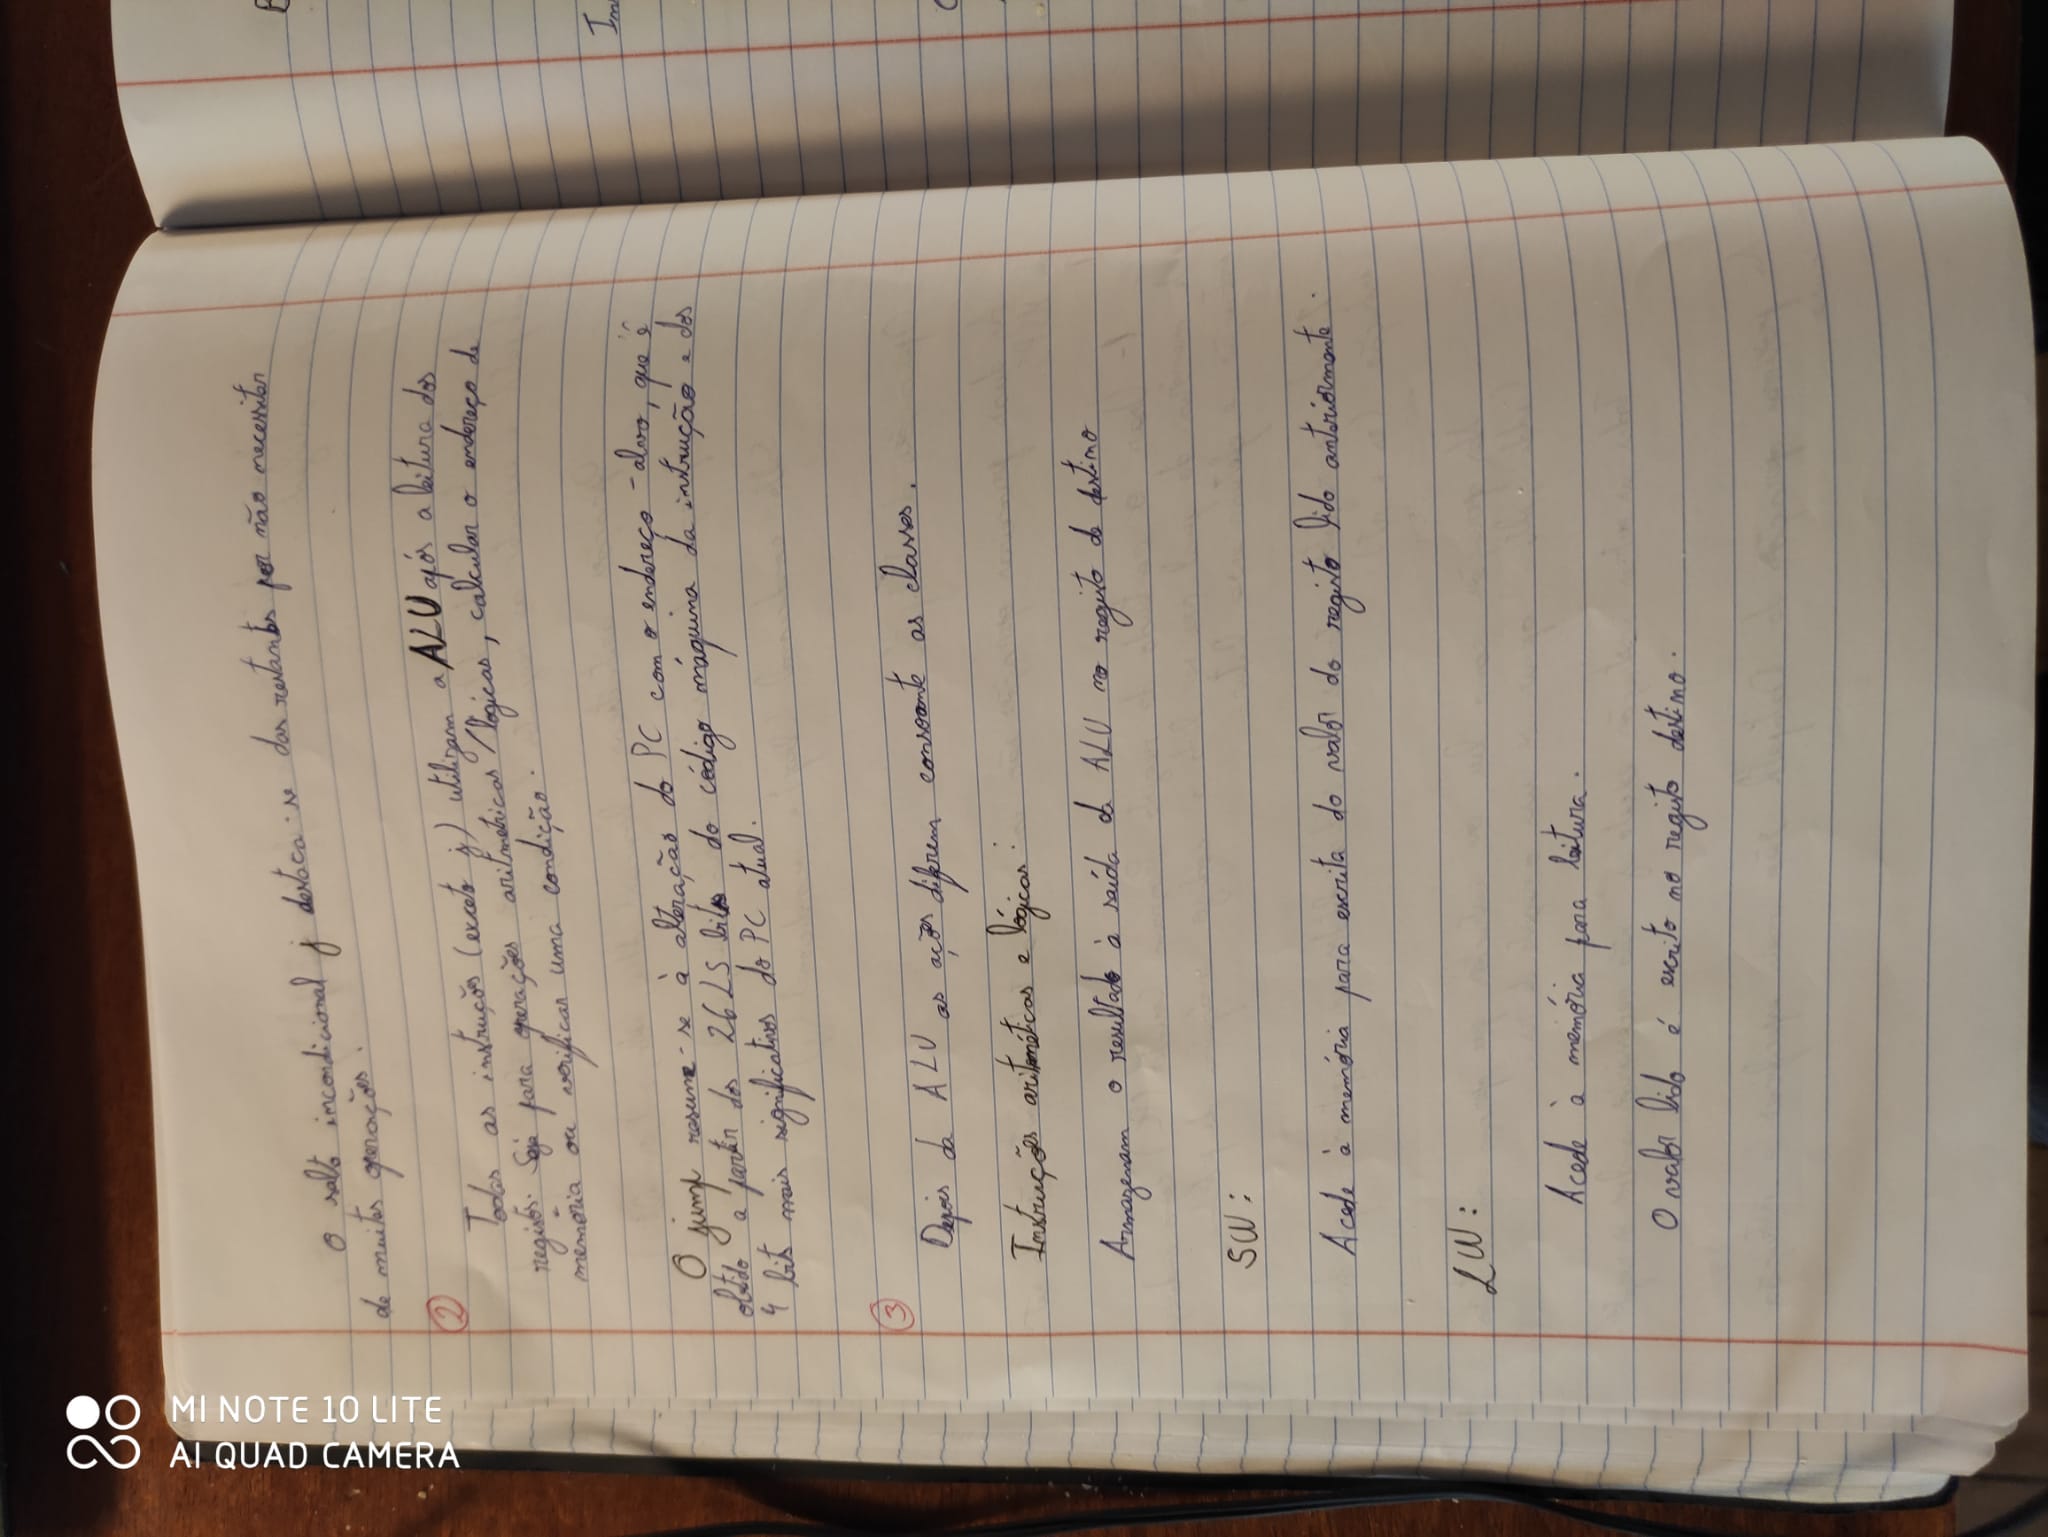 MI NOTE 10 LITE
AI QUAD CAMERA
O salto incondicional j destaca-se das restantes por não necessitar
de muitas operações.
2
Todas as instruções (exceto j) utilizam a ALU após a leitura dos
registos. Seja para operações aritmetricas/lógicas, calcular o endereço de
memória ou verificar uma condição.
O jump resume-se à alteração do PC com o endereço-alvo, que é
obtido a partir dos 26 LS bits do código máquina da instrução e dos
4 bits mais significativos do PC atual.
3
Depois da ALU as ações diferem consoante as classes.
Instruções aritméticas e lógicas:
Armazenam o resultado à saída da ALU no registo de destino
SW:
Acede à memória para escrita do valor do registo lido anteriormente.
LW:
Acede à memória para leitura.
O valor lido é escrito no registo destino.
Im